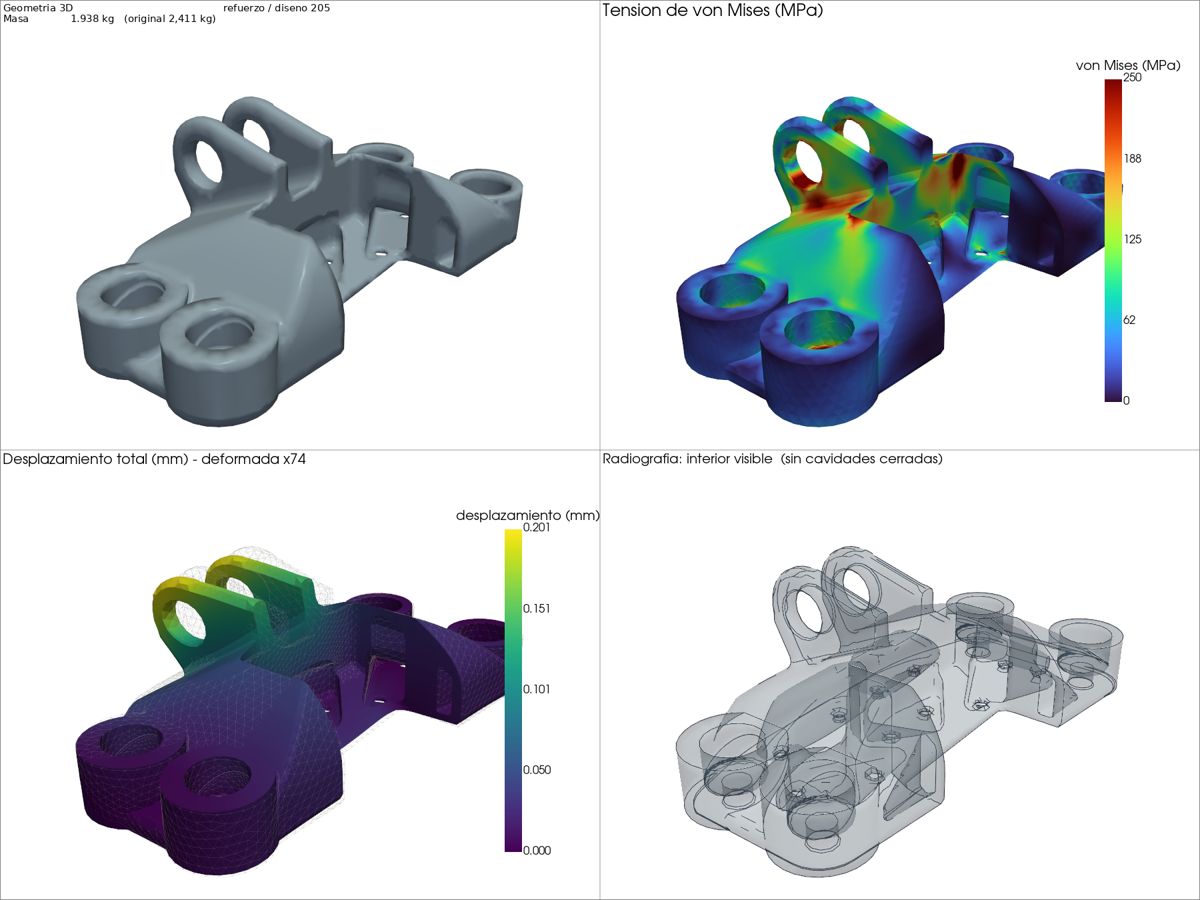 Geometria 3D refuerzo / diseno 205
Masa 1.938 kg (original 2,411 kg)
Tension de von Mises (MPa)
von Mises (MPa)
250
188
125
62
0
Desplazamiento total (mm) - deformada x74
desplazamiento (mm)
0.201
0.151
0.101
0.050
0.000
Radiografia: interior visible (sin cavidades cerradas)